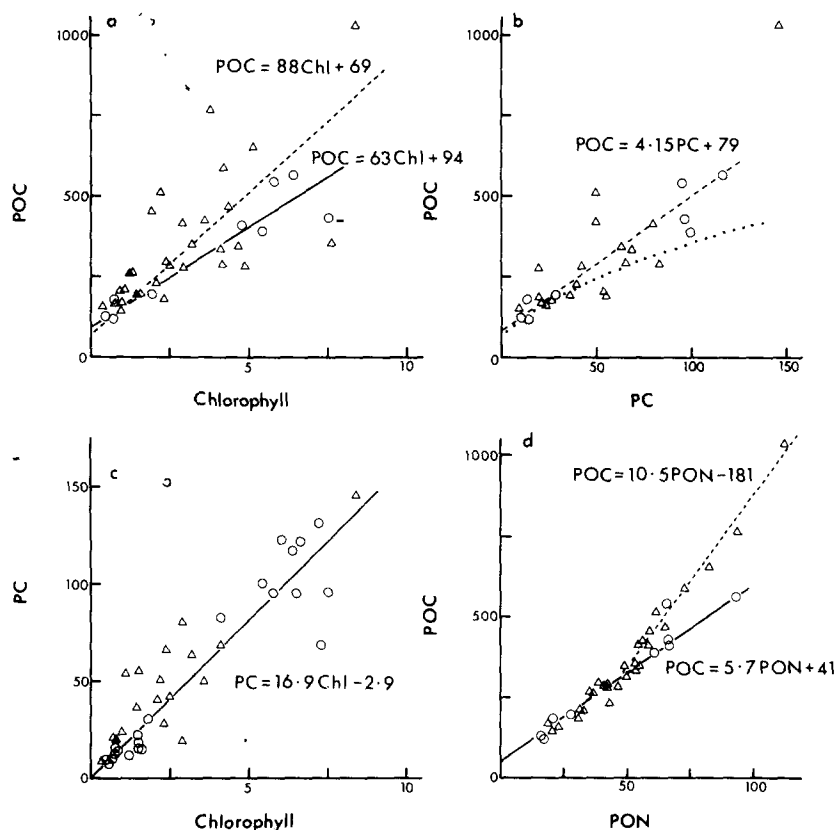 a
1000
500
0
POC
POC = 88Chl + 69
POC = 63Chl + 94
5
10
Chlorophyll
b
1000
500
0
POC
POC = 4·15PC + 79
50
100
150
PC
c
150
100
50
0
PC
PC = 16·9Chl - 2·9
5
10
Chlorophyll
d
1000
500
0
POC
POC = 10·5PON - 181
POC = 5·7PON + 41
50
100
PON